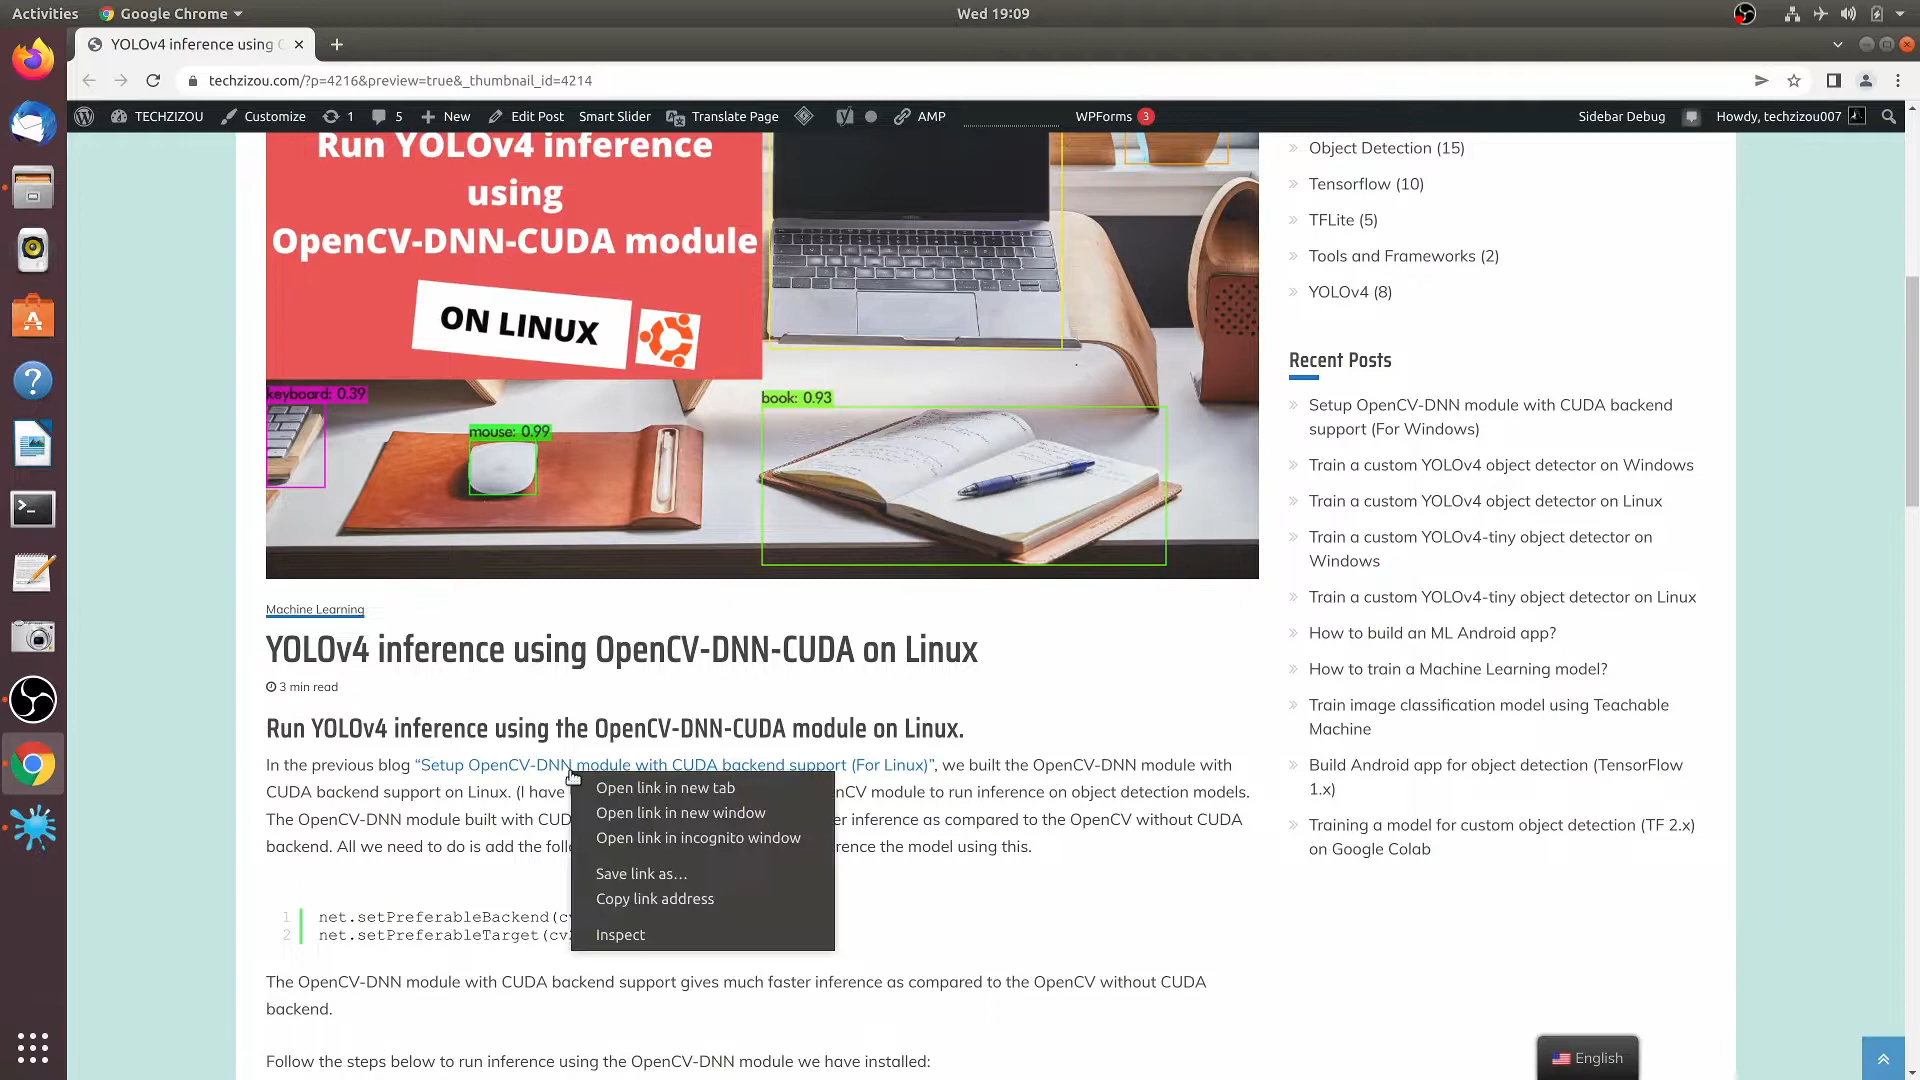 Activities
Google Chrome
Wed 19:09
YOLOv4 inference using
techzizou.com/?p=4216&preview=true&_thumbnail_id=4214
TECHZIZOU
Customize
1
5
New
Edit Post
Smart Slider
Translate Page
AMP
WPForms
3
Sidebar Debug
Howdy, techzizou007
Run YOLOv4 inference
using
OpenCV-DNN-CUDA module
ON LINUX
keyboard: 0.39
mouse: 0.99
book: 0.93
Machine Learning
YOLOv4 inference using OpenCV-DNN-CUDA on Linux
3 min read
Run YOLOv4 inference using the OpenCV-DNN-CUDA module on Linux.
In the previous blog “Setup OpenCV-DNN module with CUDA backend support (For Linux)”, we built the OpenCV-DNN module with
CUDA backend support on Linux. (I have nCV module to run inference on object detection models.
The OpenCV-DNN module built with CUD er inference as compared to the OpenCV without CUDA
backend. All we need to do is add the follo rence the model using this.
Open link in new tab
Open link in new window
Open link in incognito window
Save link as…
Copy link address
Inspect
1 net.setPreferableBackend(cv
2 net.setPreferableTarget(cv2
The OpenCV-DNN module with CUDA backend support gives much faster inference as compared to the OpenCV without CUDA
backend.
Follow the steps below to run inference using the OpenCV-DNN module we have installed:
Object Detection (15)
Tensorflow (10)
TFLite (5)
Tools and Frameworks (2)
YOLOv4 (8)
Recent Posts
Setup OpenCV-DNN module with CUDA backend
support (For Windows)
Train a custom YOLOv4 object detector on Windows
Train a custom YOLOv4 object detector on Linux
Train a custom YOLOv4-tiny object detector on
Windows
Train a custom YOLOv4-tiny object detector on Linux
How to build an ML Android app?
How to train a Machine Learning model?
Train image classification model using Teachable
Machine
Build Android app for object detection (TensorFlow
1.x)
Training a model for custom object detection (TF 2.x)
on Google Colab
English